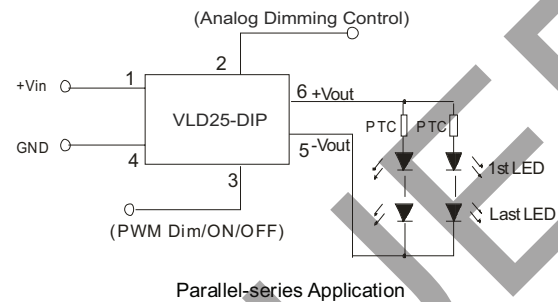 (Analog Dimming Control)
2
+Vin
1
6 +Vout
VLD25-DIP
PTC
PTC
GND
4
5 -Vout
1st LED
3
Last LED
(PWM Dim/ON/OFF)
Parallel-series Application